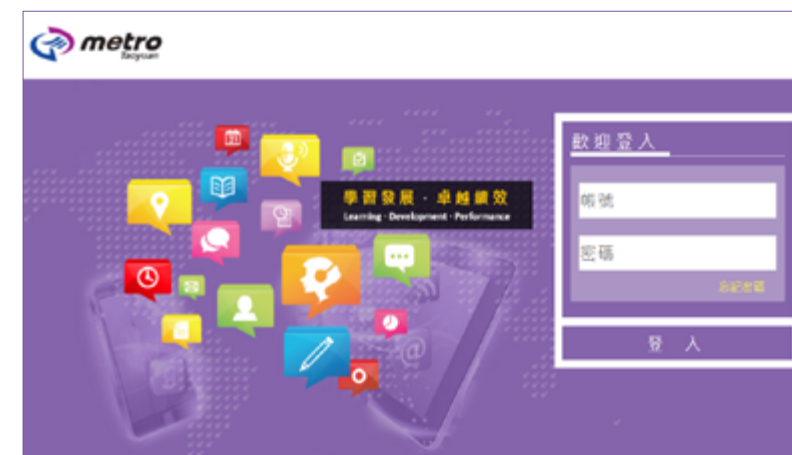 metro
Taoyuan
歡迎登入
學習發展．卓越績效
Learning · Development · Performance
帳號
密碼
忘記密碼
登 入
31
@